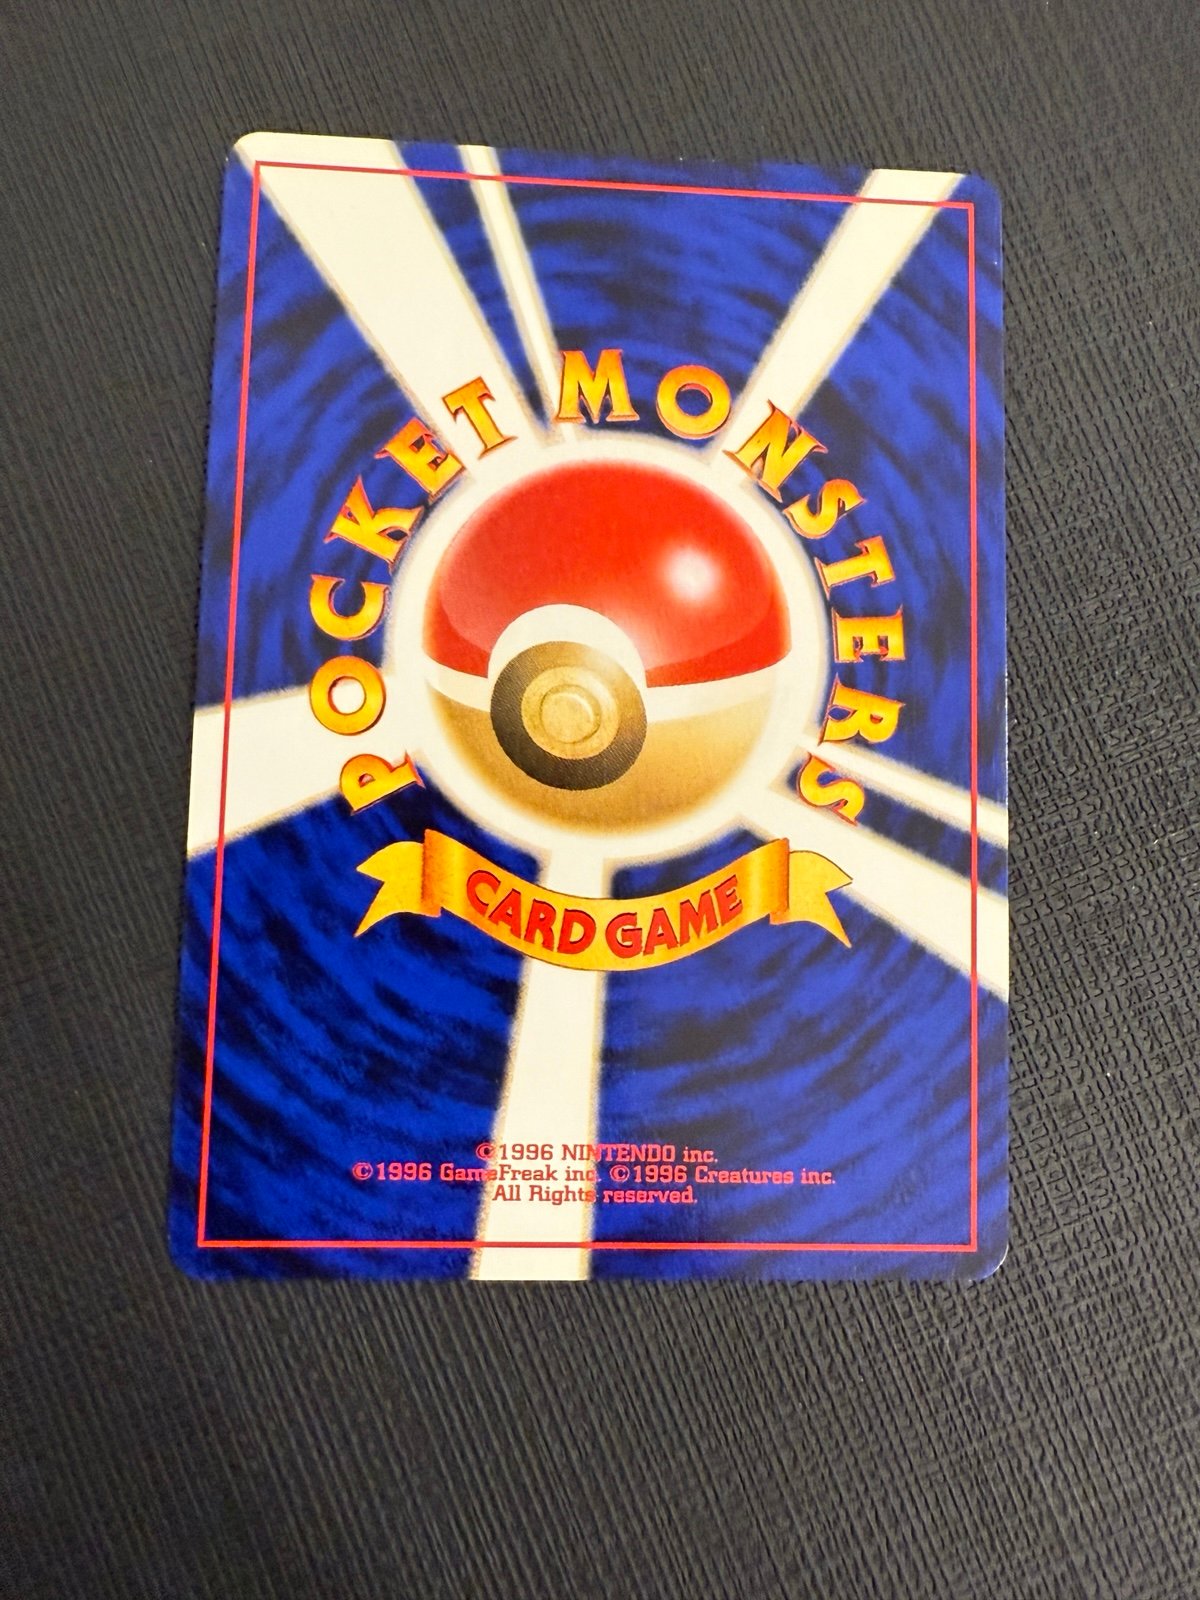 POCKET MONSTERS
CARD GAME
©1996 NINTENDO inc.
©1996 GameFreak inc. ©1996 Creatures inc.
All Rights reserved.